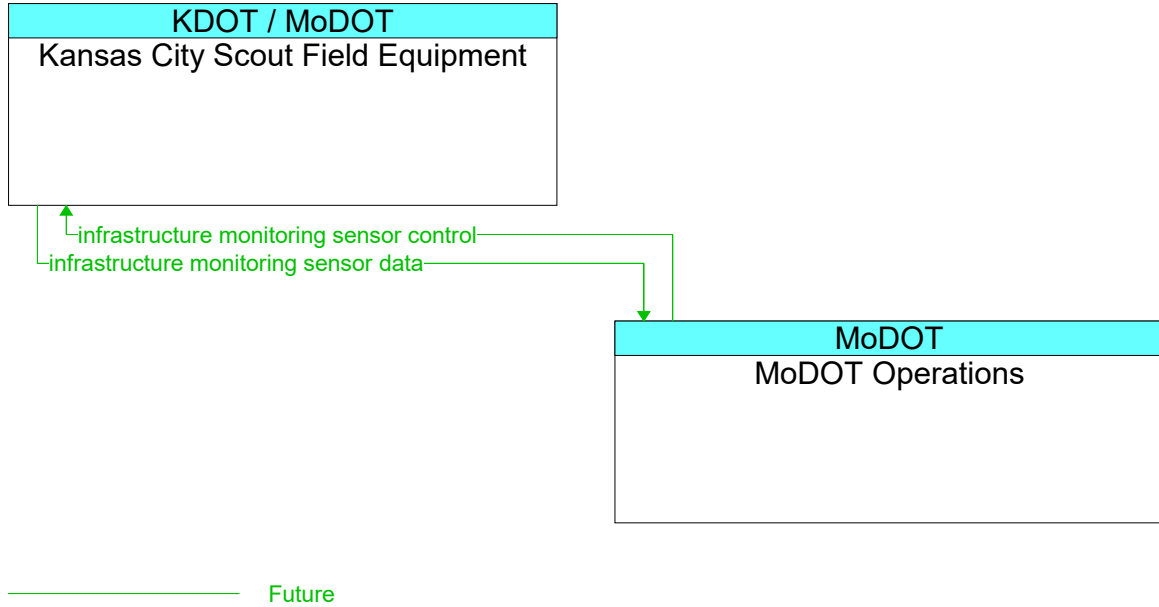 KDOT / MoDOT
Kansas City Scout Field Equipment
infrastructure monitoring sensor control
infrastructure monitoring sensor data
MoDOT
MoDOT Operations
Future